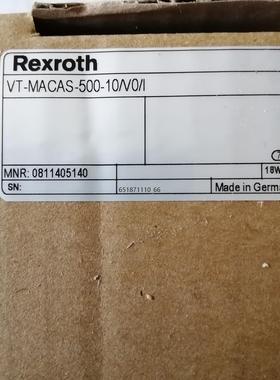 Rexroth
VT-MACAS-500-10/V0/I
MNR: 0811405140
18W
SN:
651871110 66
Made in Germa